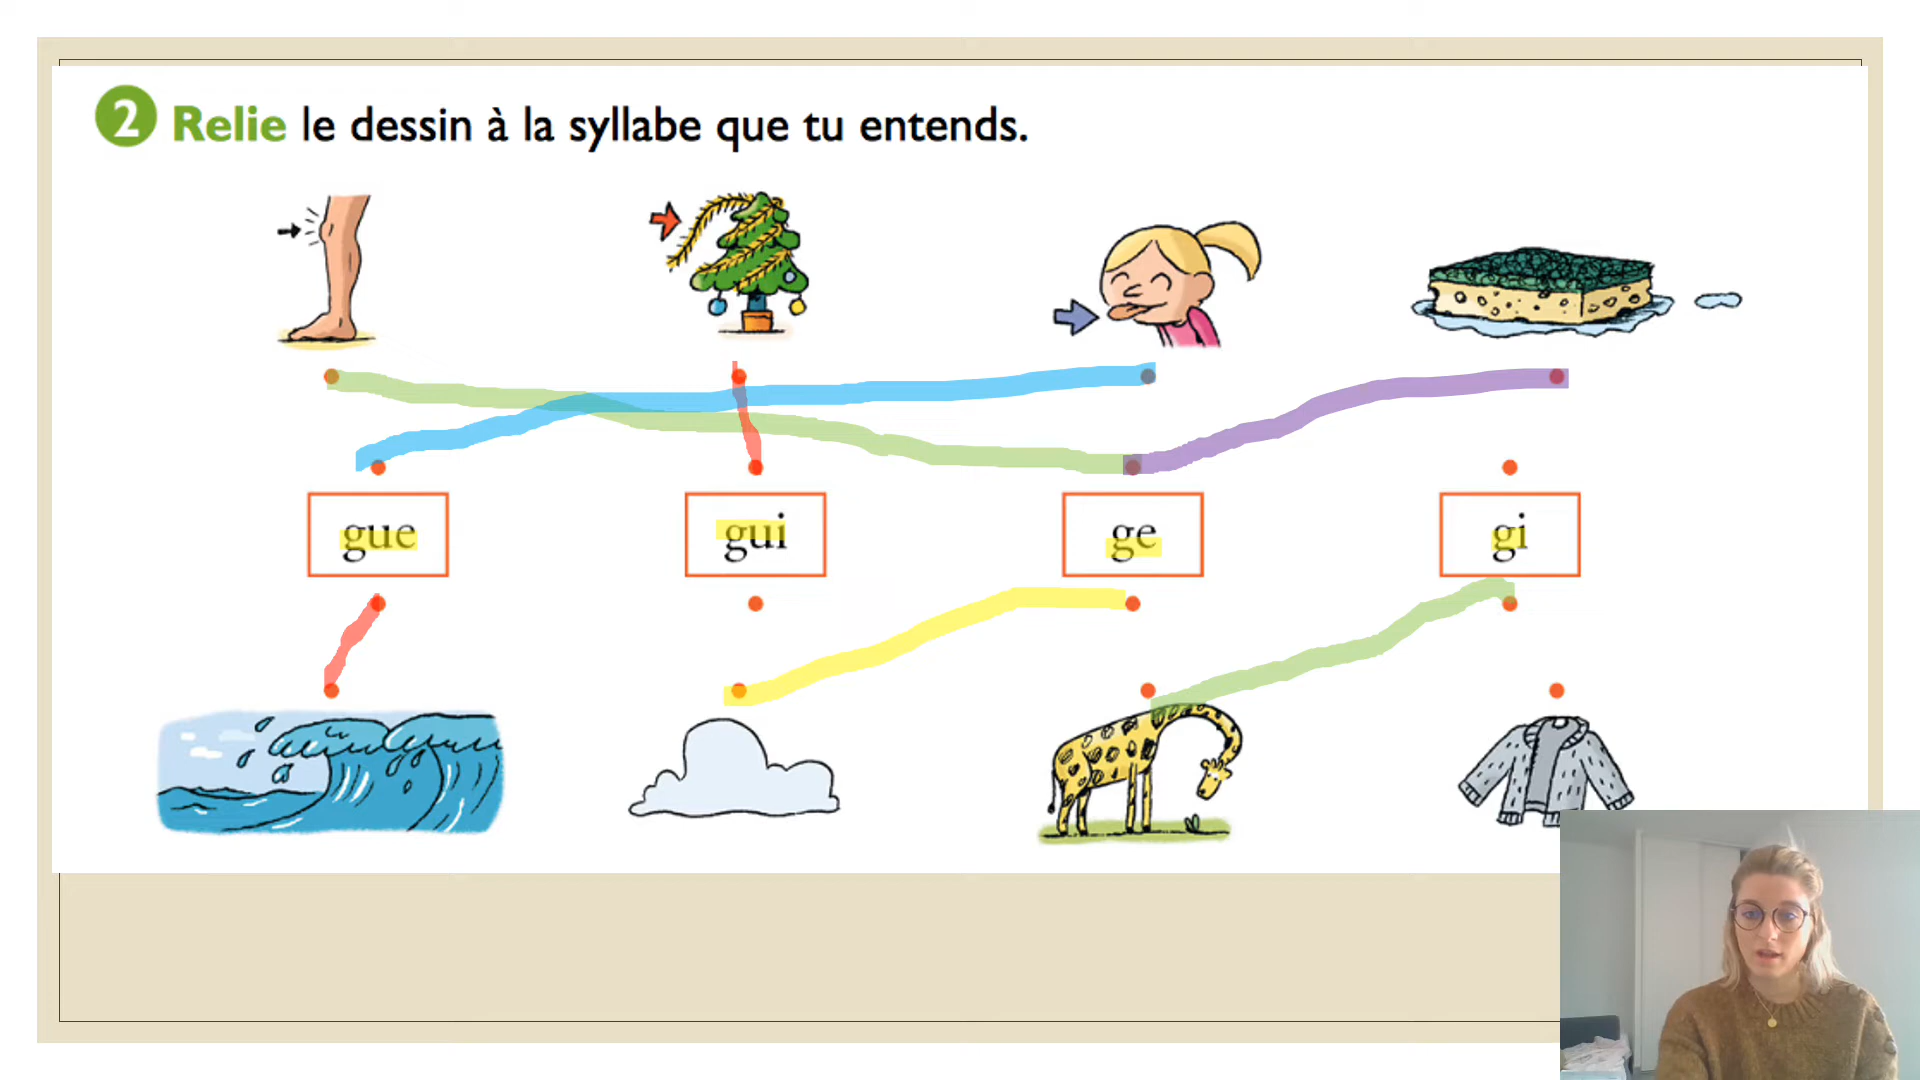 2 Relie le dessin à la syllabe que tu entends.
gue gui ge gi